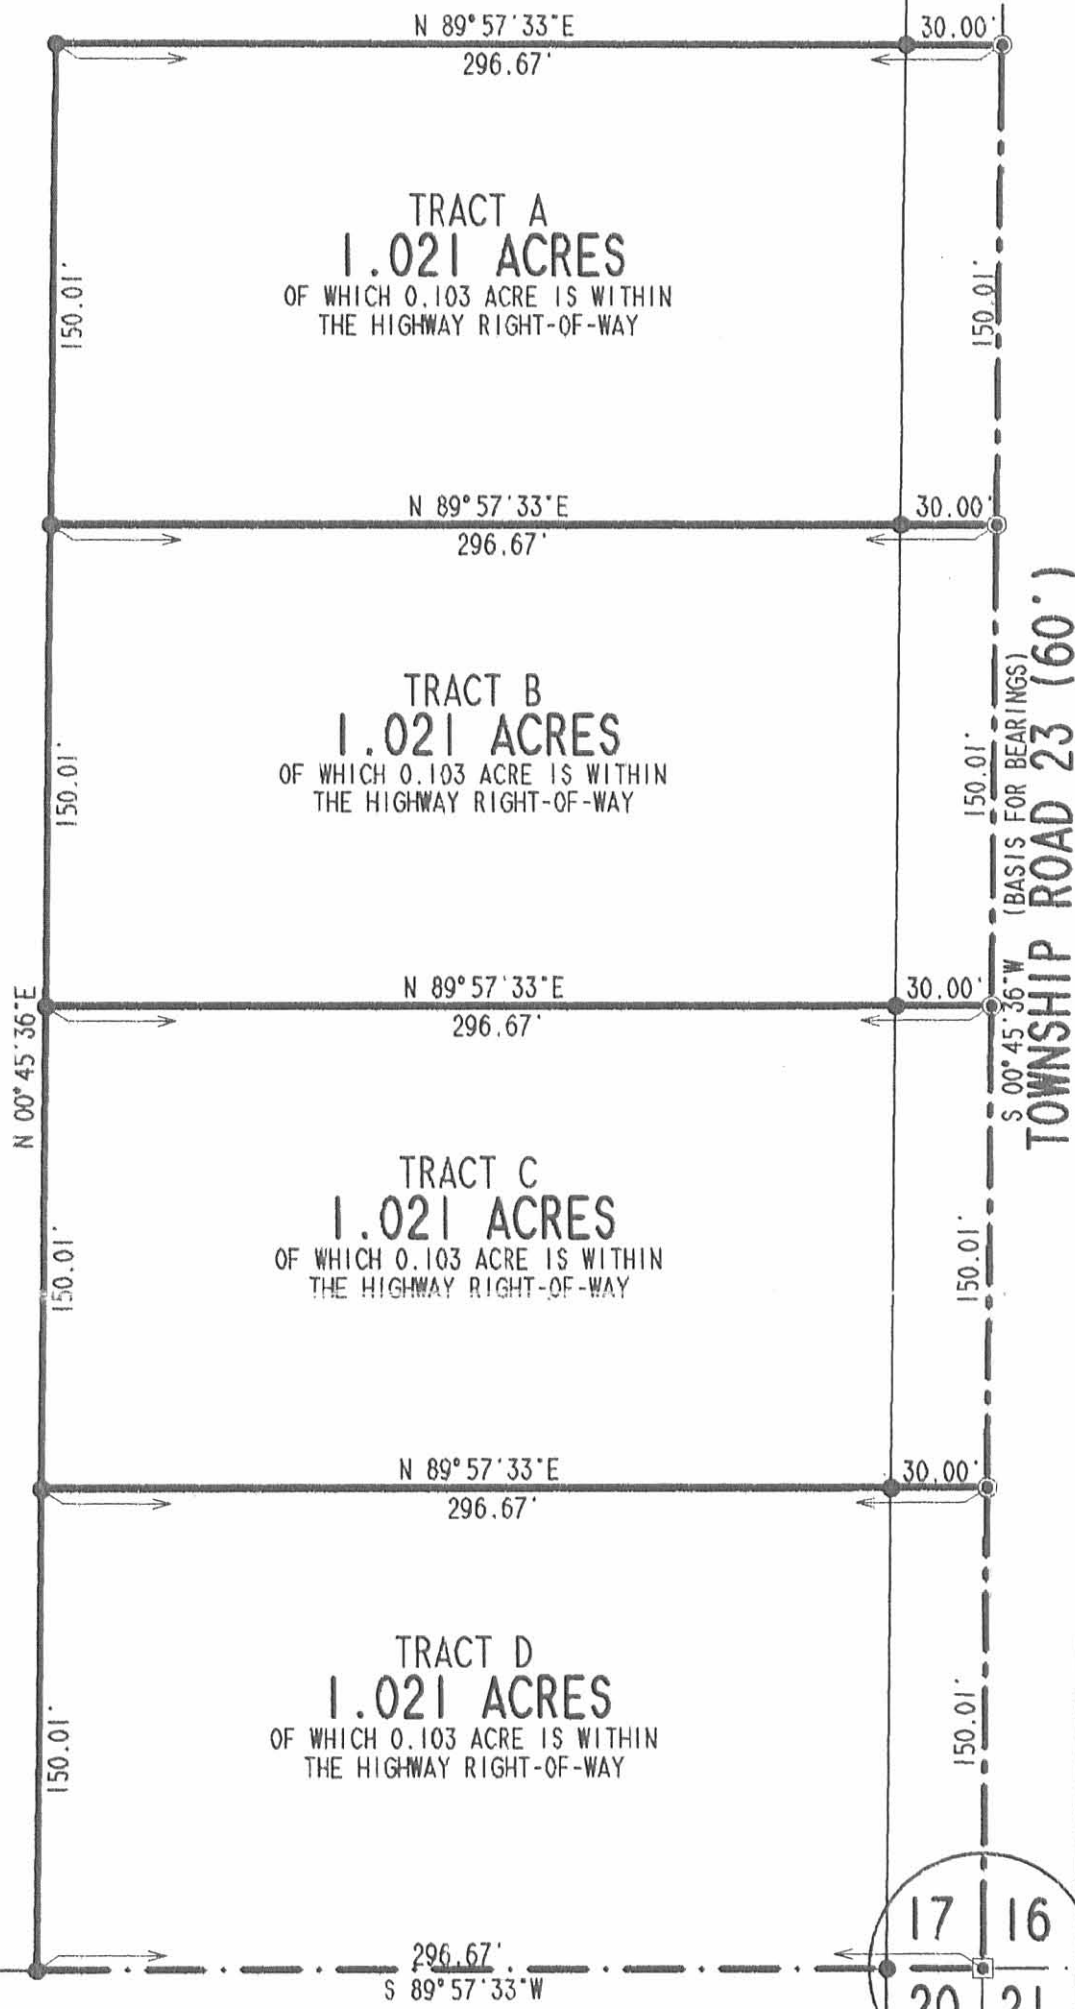 N 89°57'33"E
30.00'
296.67'
TRACT A
1.021 ACRES
OF WHICH 0.103 ACRE IS WITHIN
THE HIGHWAY RIGHT-OF-WAY
150.01'
150.01'
N 89°57'33"E
30.00'
296.67'
TRACT B
1.021 ACRES
OF WHICH 0.103 ACRE IS WITHIN
THE HIGHWAY RIGHT-OF-WAY
150.01'
150.01'
N 89°57'33"E
30.00'
296.67'
N 00°45'36"E
S 00°45'36"W (BASIS FOR BEARINGS)
TOWNSHIP ROAD 23 (60')
TRACT C
1.021 ACRES
OF WHICH 0.103 ACRE IS WITHIN
THE HIGHWAY RIGHT-OF-WAY
150.01'
150.01'
N 89°57'33"E
30.00'
296.67'
TRACT D
1.021 ACRES
OF WHICH 0.103 ACRE IS WITHIN
THE HIGHWAY RIGHT-OF-WAY
150.01'
150.01'
17 16
296.67'
S 89°57'33"W
20 21